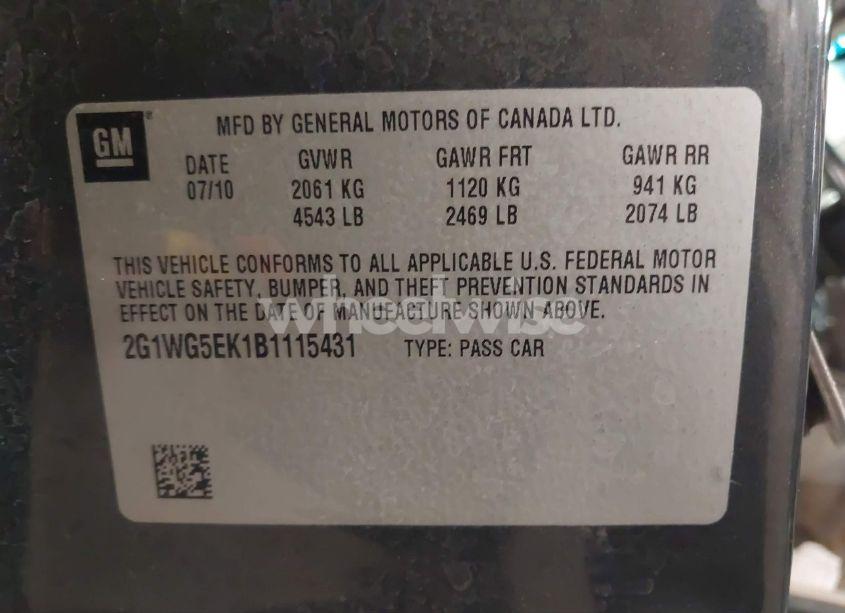 GM
MFD BY GENERAL MOTORS OF CANADA LTD.
DATE GVWR GAWR FRT GAWR RR
07/10 2061 KG 1120 KG 941 KG
4543 LB 2469 LB 2074 LB
THIS VEHICLE CONFORMS TO ALL APPLICABLE U.S. FEDERAL MOTOR
VEHICLE SAFETY, BUMPER, AND THEFT PREVENTION STANDARDS IN
EFFECT ON THE DATE OF MANUFACTURE SHOWN ABOVE.
wheelwise
2G1WG5EK1B1115431 TYPE: PASS CAR